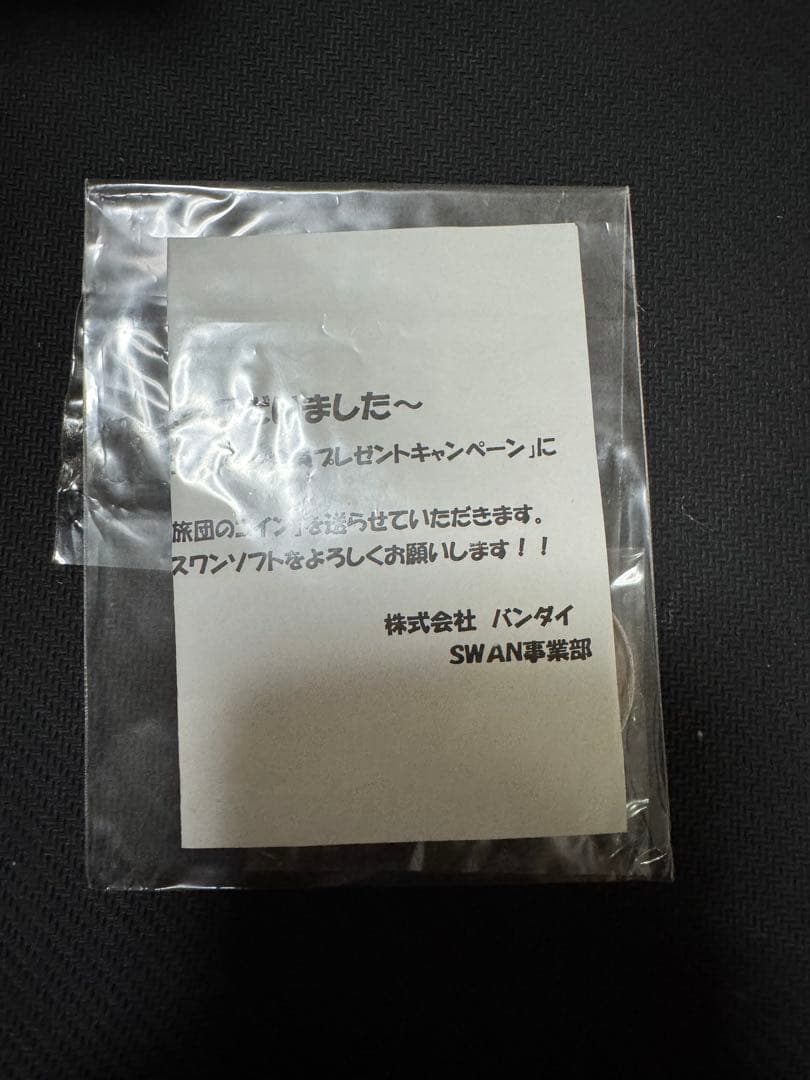 ざいました～
プレゼントキャンペーン」に
旅団のコイン」を送らせていただきます。
スワンソフトをよろしくお願いします！！
株式会社 バンダイ
SWAN事業部